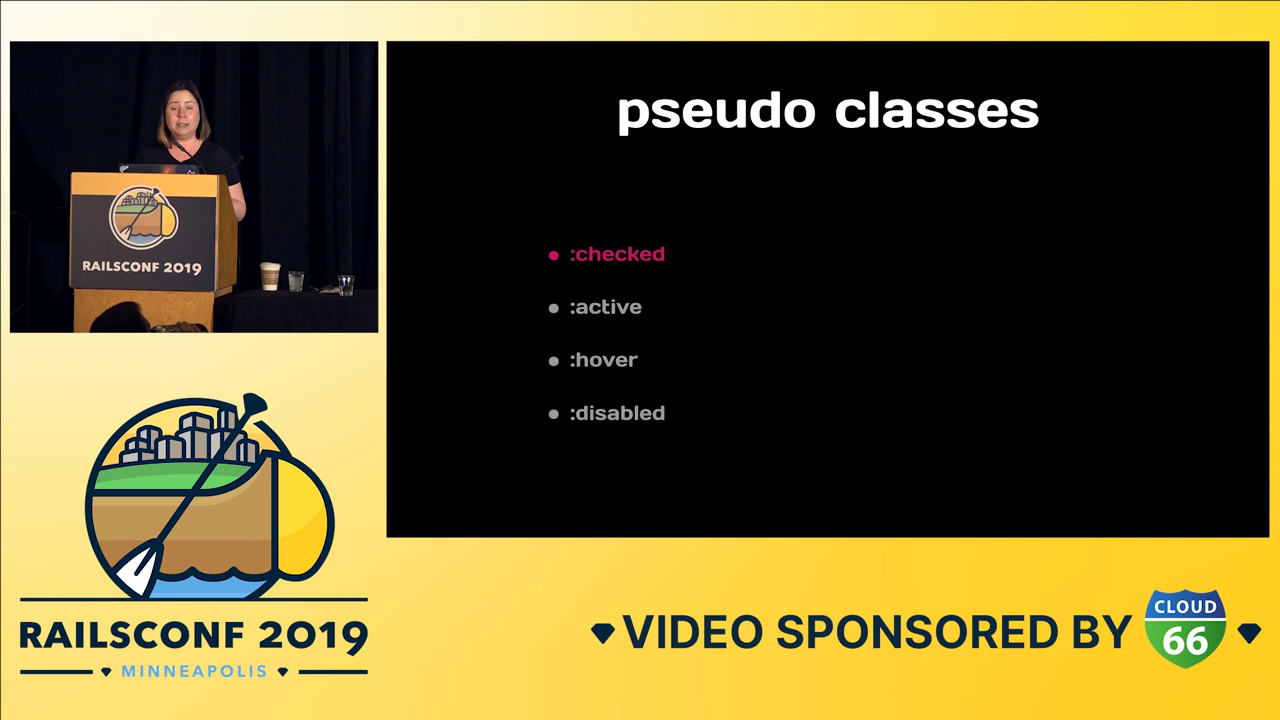 pseudo classes
• :checked
• :active
• :hover
• :disabled
RAILSCONF 2019
RAILSCONF 2019
MINNEAPOLIS
VIDEO SPONSORED BY
CLOUD
66